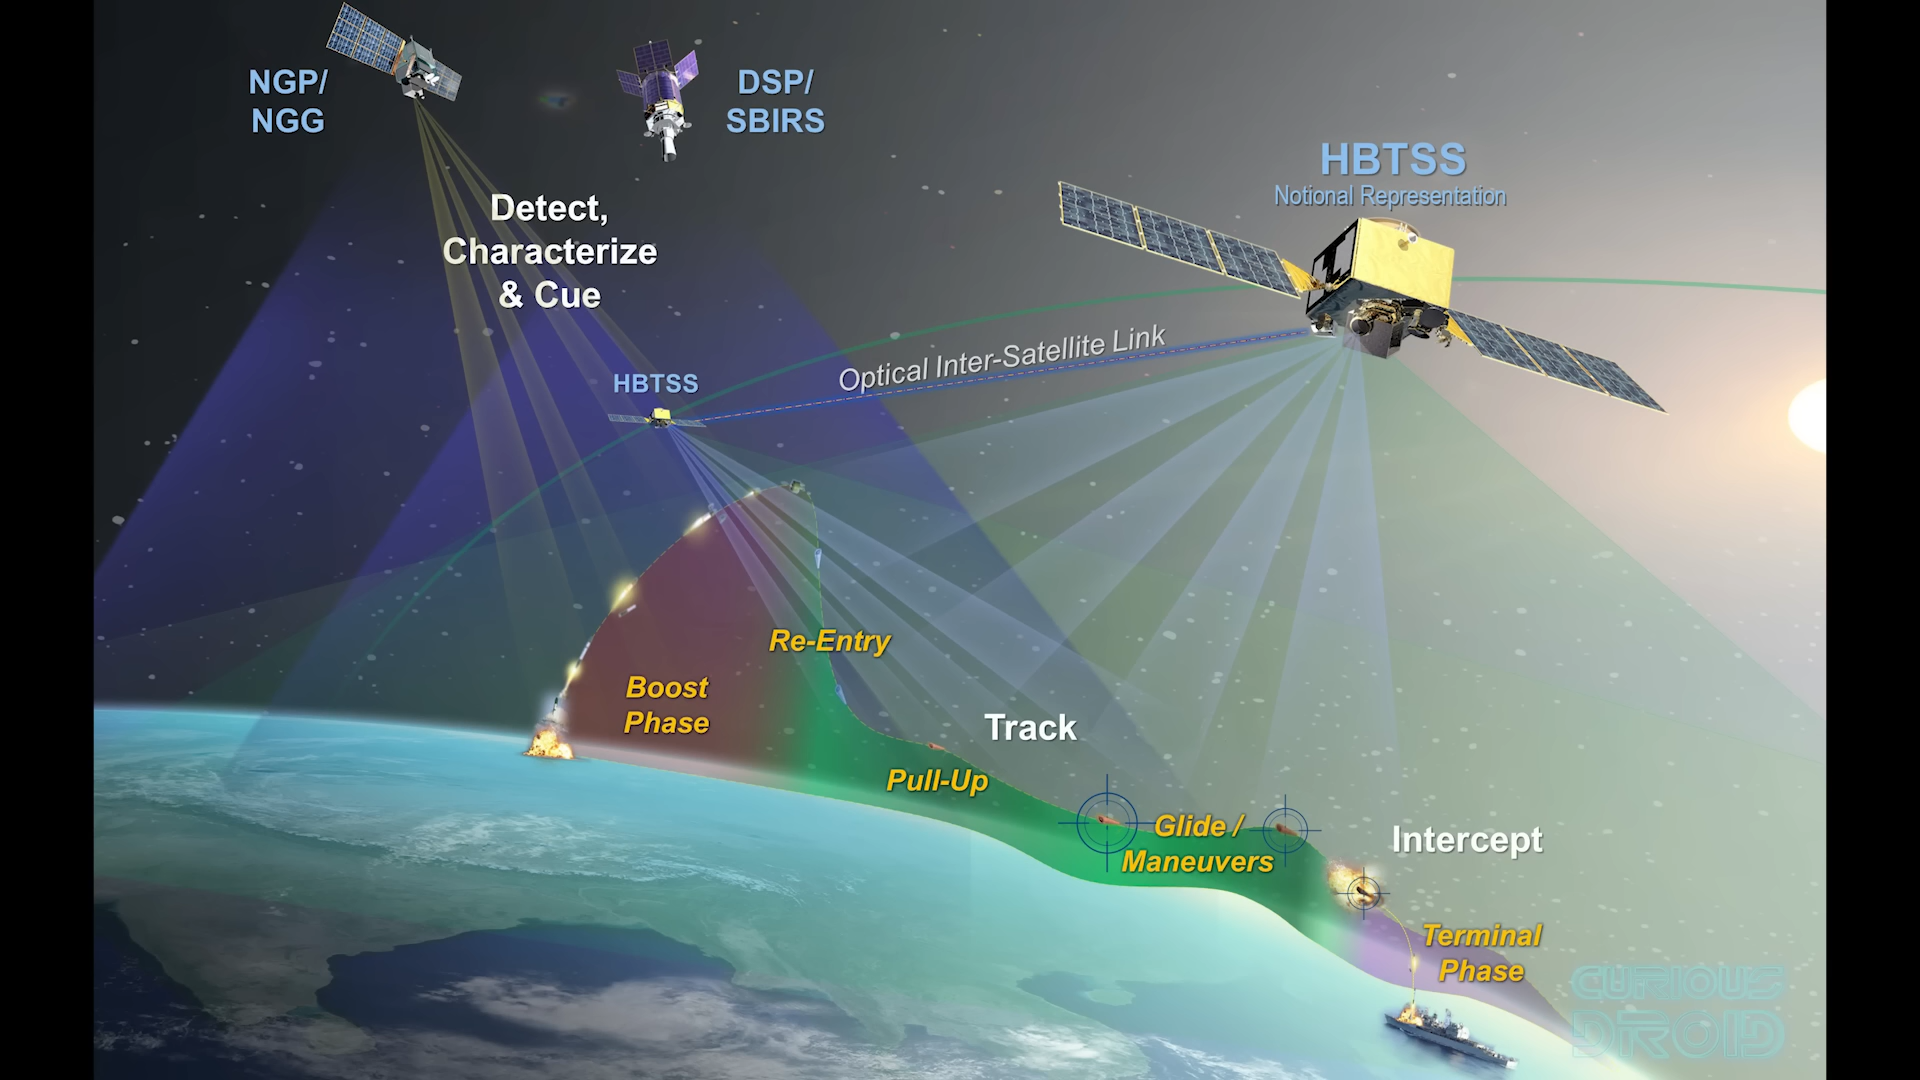 NGP/
NGG
DSP/
SBIRS
HBTSS
Notional Representation
Detect,
Characterize
& Cue
Optical Inter-Satellite Link
HBTSS
Re-Entry
Boost
Phase
Track
Pull-Up
Glide /
Maneuvers
Intercept
Terminal
Phase
CURIOUS
DROID